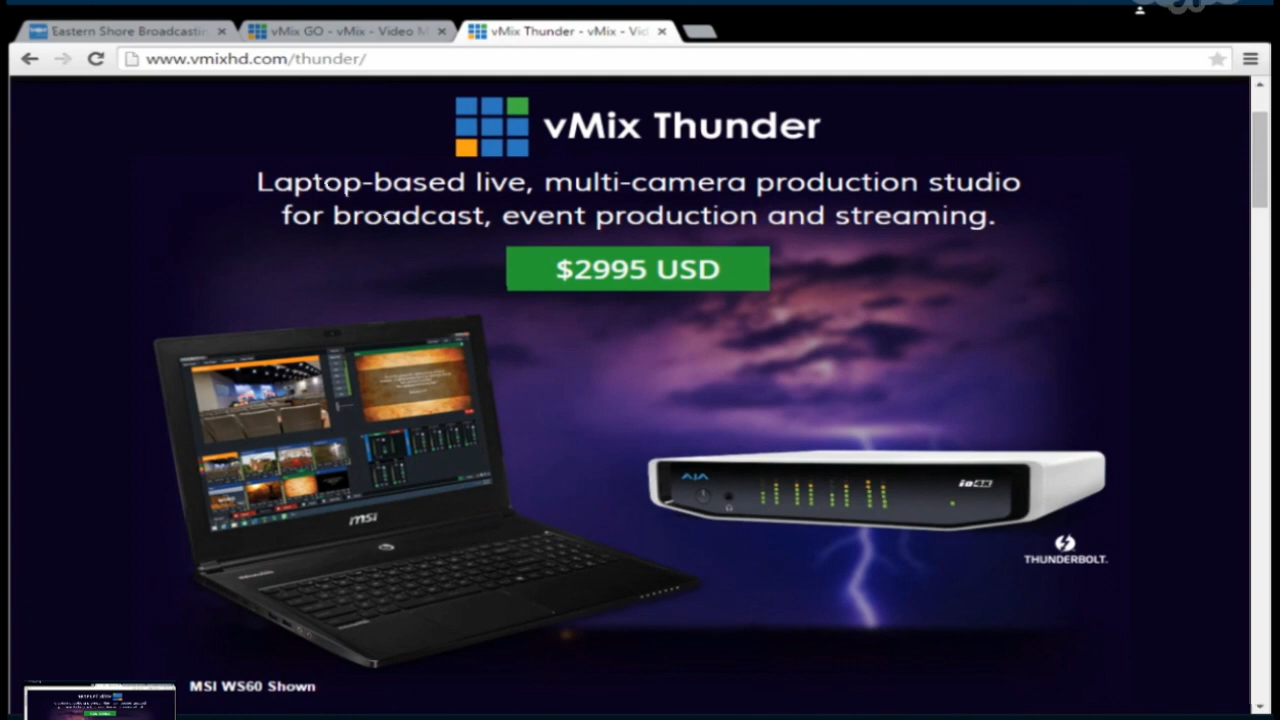 Eastern Shore Broadcastin
vMix GO - vMix - Video M
vMix Thunder - vMix - Vid
www.vmixhd.com/thunder/
vMix Thunder
Laptop-based live, multi-camera production studio
for broadcast, event production and streaming.
$2995 USD
msi
AJA
io4K
THUNDERBOLT.
MSI WS60 Shown